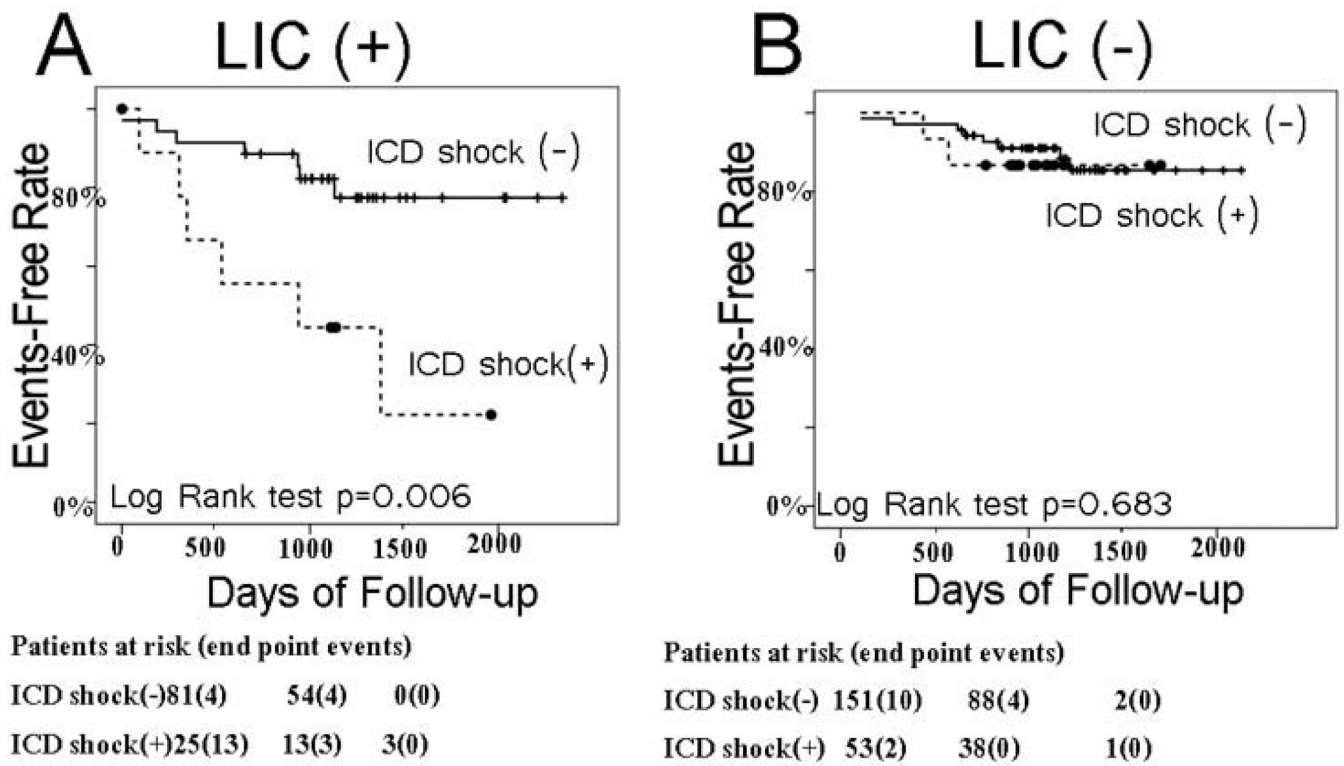 A LIC (+)
Events-Free Rate
80%
40%
0%
ICD shock (-)
ICD shock(+)
Log Rank test p=0.006
0 500 1000 1500 2000
Days of Follow-up
Patients at risk (end point events)
ICD shock(-)81(4) 54(4) 0(0)
ICD shock(+)25(13) 13(3) 3(0)
B LIC (-)
Events-Free Rate
80%
40%
0%
ICD shock (-)
ICD shock (+)
Log Rank test p=0.683
0 500 1000 1500 2000
Days of Follow-up
Patients at risk (end point events)
ICD shock(-) 151(10) 88(4) 2(0)
ICD shock(+) 53(2) 38(0) 1(0)